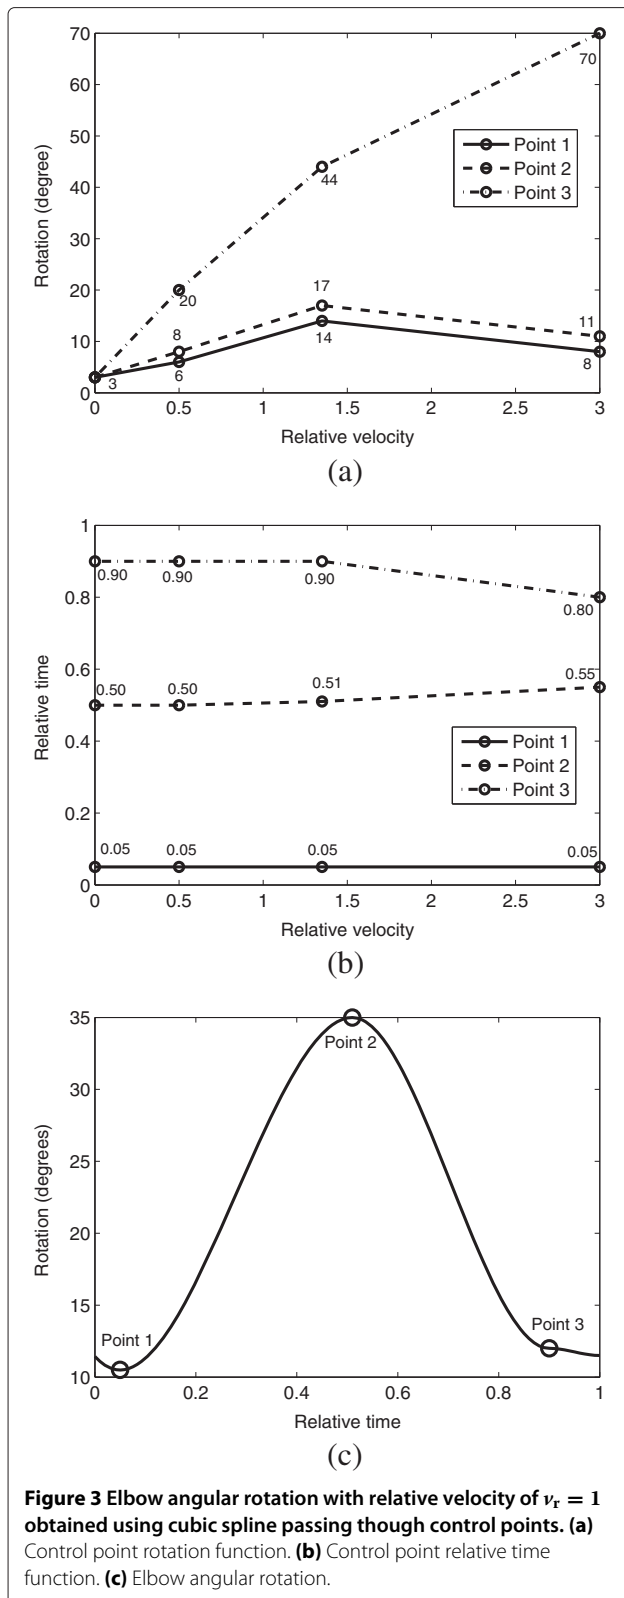 70
60
50
40
30
20
10
0
Rotation (degree)
70
Point 1
Point 2
Point 3
44
20
17
8
11
14
3
6
8
0 0.5 1 1.5 2 2.5 3
Relative velocity
(a)
1
0.8
0.6
0.4
0.2
0
Relative time
0.90 0.90 0.90
0.80
0.50 0.50 0.51 0.55
Point 1
Point 2
Point 3
0.05 0.05 0.05 0.05
0 0.5 1 1.5 2 2.5 3
Relative velocity
(b)
35
30
25
20
15
10
Rotation (degrees)
Point 2
Point 1
Point 3
0 0.2 0.4 0.6 0.8 1
Relative time
(c)
Figure 3 Elbow angular rotation with relative velocity of νr = 1
obtained using cubic spline passing though control points. (a)
Control point rotation function. (b) Control point relative time
function. (c) Elbow angular rotation.